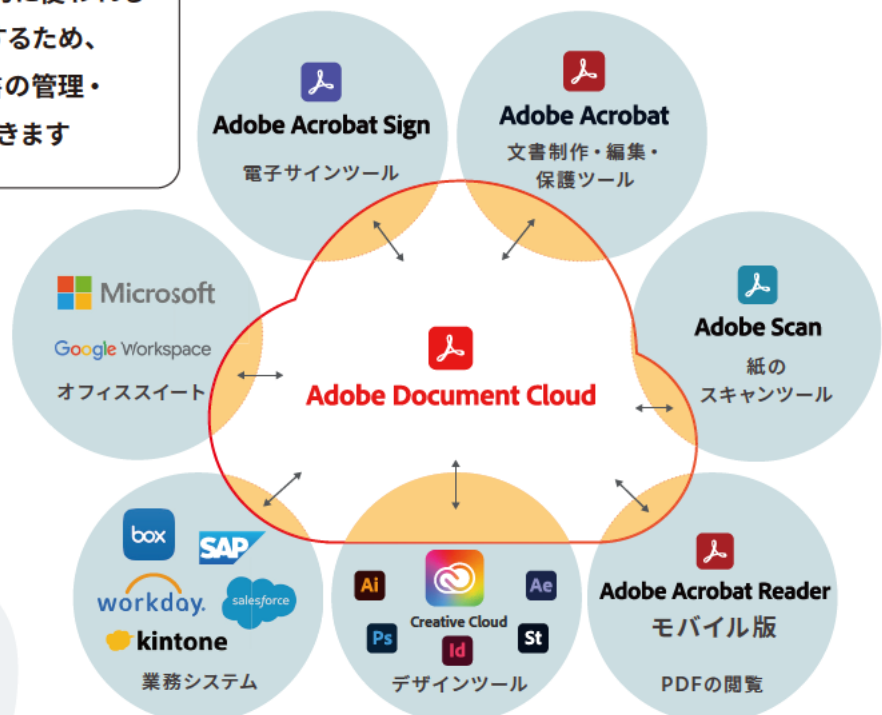 するため、
の管理・
きます
Adobe Acrobat Sign
電子サインツール
Adobe Acrobat
文書制作・編集・
保護ツール
Microsoft
Google Workspace
オフィススイート
Adobe Document Cloud
Adobe Scan
紙の
スキャンツール
box
SAP
workday.
salesforce
kintone
業務システム
Ai
Ae
Creative Cloud
Ps
St
Id
デザインツール
Adobe Acrobat Reader
モバイル版
PDFの閲覧